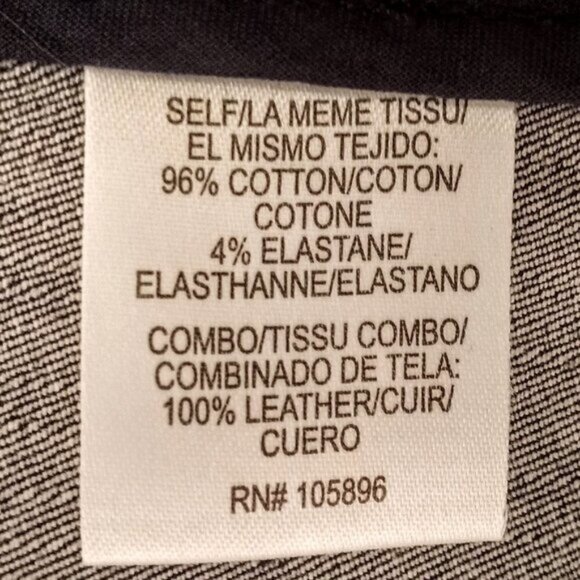 SELF/LA MEME TISSU/
EL MISMO TEJIDO:
96% COTTON/COTON/
COTONE
4% ELASTANE/
ELASTHANNE/ELASTANO
COMBO/TISSU COMBO/
COMBINADO DE TELA:
100% LEATHER/CUIR/
CUERO
RN# 105896